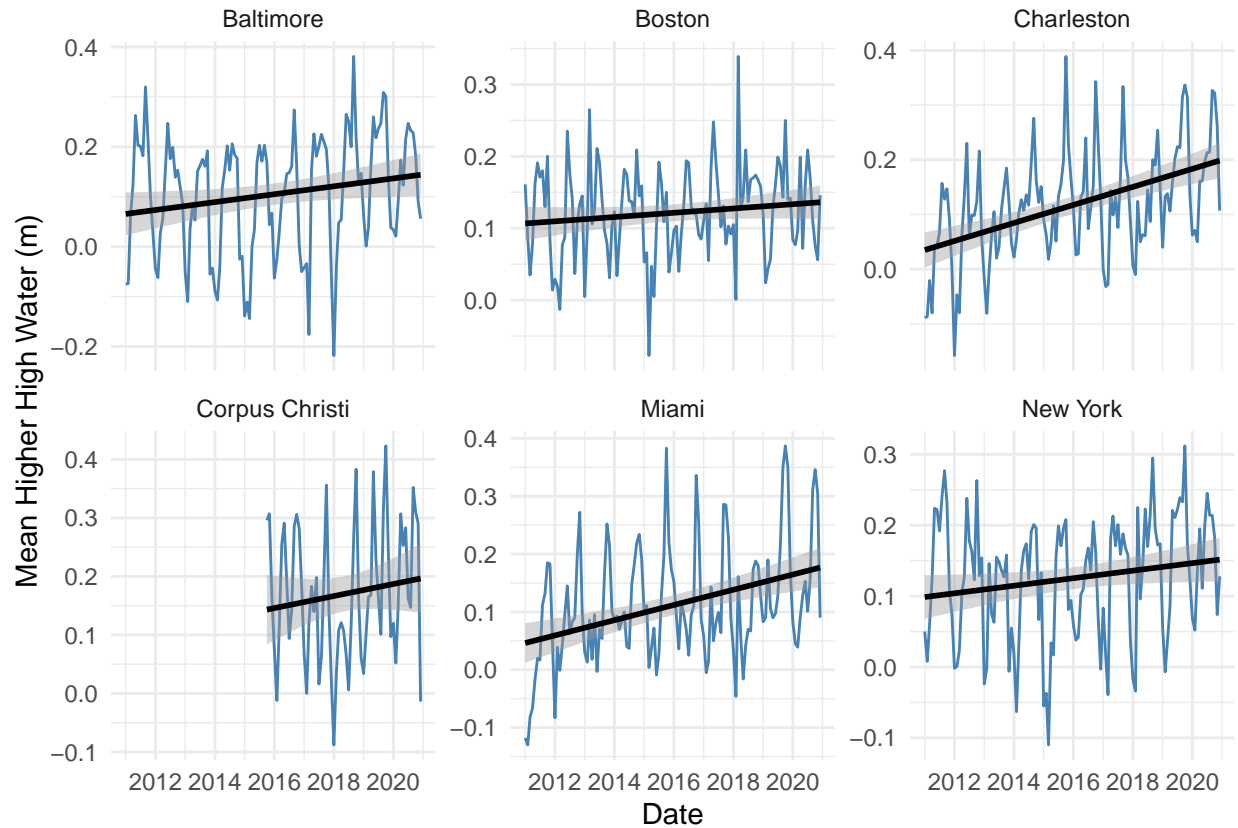 Baltimore
Boston
Charleston
0.4
0.2
0.0
−0.2
0.3
0.2
0.1
0.0
0.4
0.2
0.0
Corpus Christi
Miami
New York
0.4
0.3
0.2
0.1
0.0
−0.1
0.4
0.3
0.2
0.1
0.0
−0.1
0.3
0.2
0.1
0.0
−0.1
2012 2014 2016 2018 2020
2012 2014 2016 2018 2020
2012 2014 2016 2018 2020
Mean Higher High Water (m)
Date